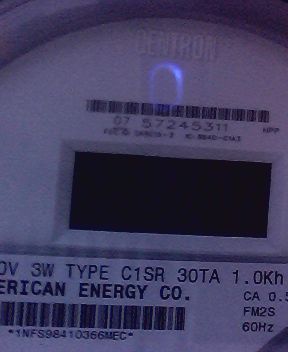 CENTRON
07 57245311
NPP
0V 3W TYPE C1SR 30TA 1.0Kh
ERICAN ENERGY CO.
CA 0.5
FM2S
*1NFS98410366MEC*
60Hz